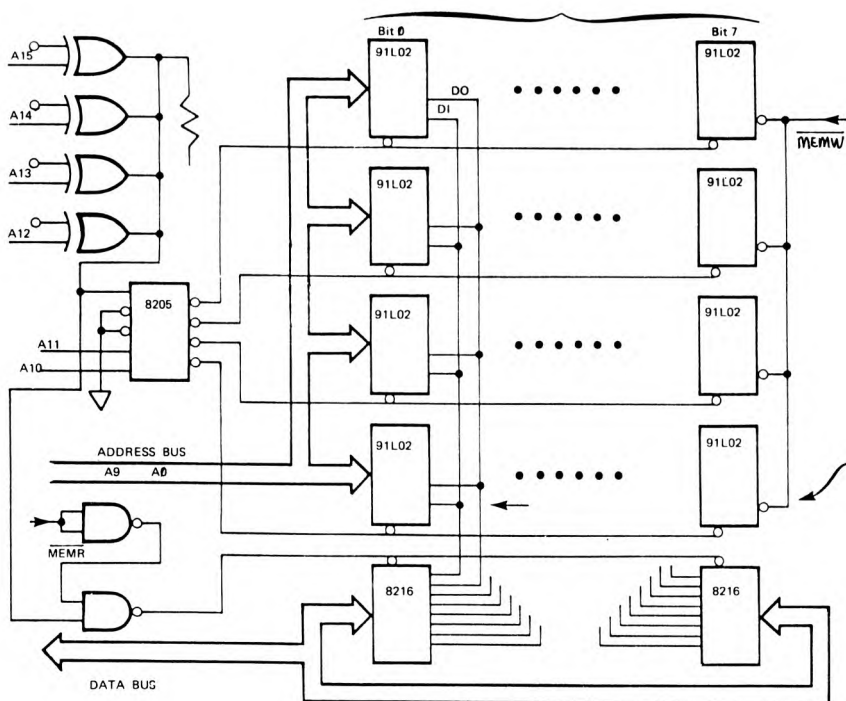 Bit 0
Bit 7
91L02
91L02
A15
DO
DI
A14
MEMW
A13
91L02
91L02
A12
8205
91L02
91L02
A11
A10
91L02
91L02
ADDRESS BUS
A9 A0
MEMR
8216
8216
DATA BUS